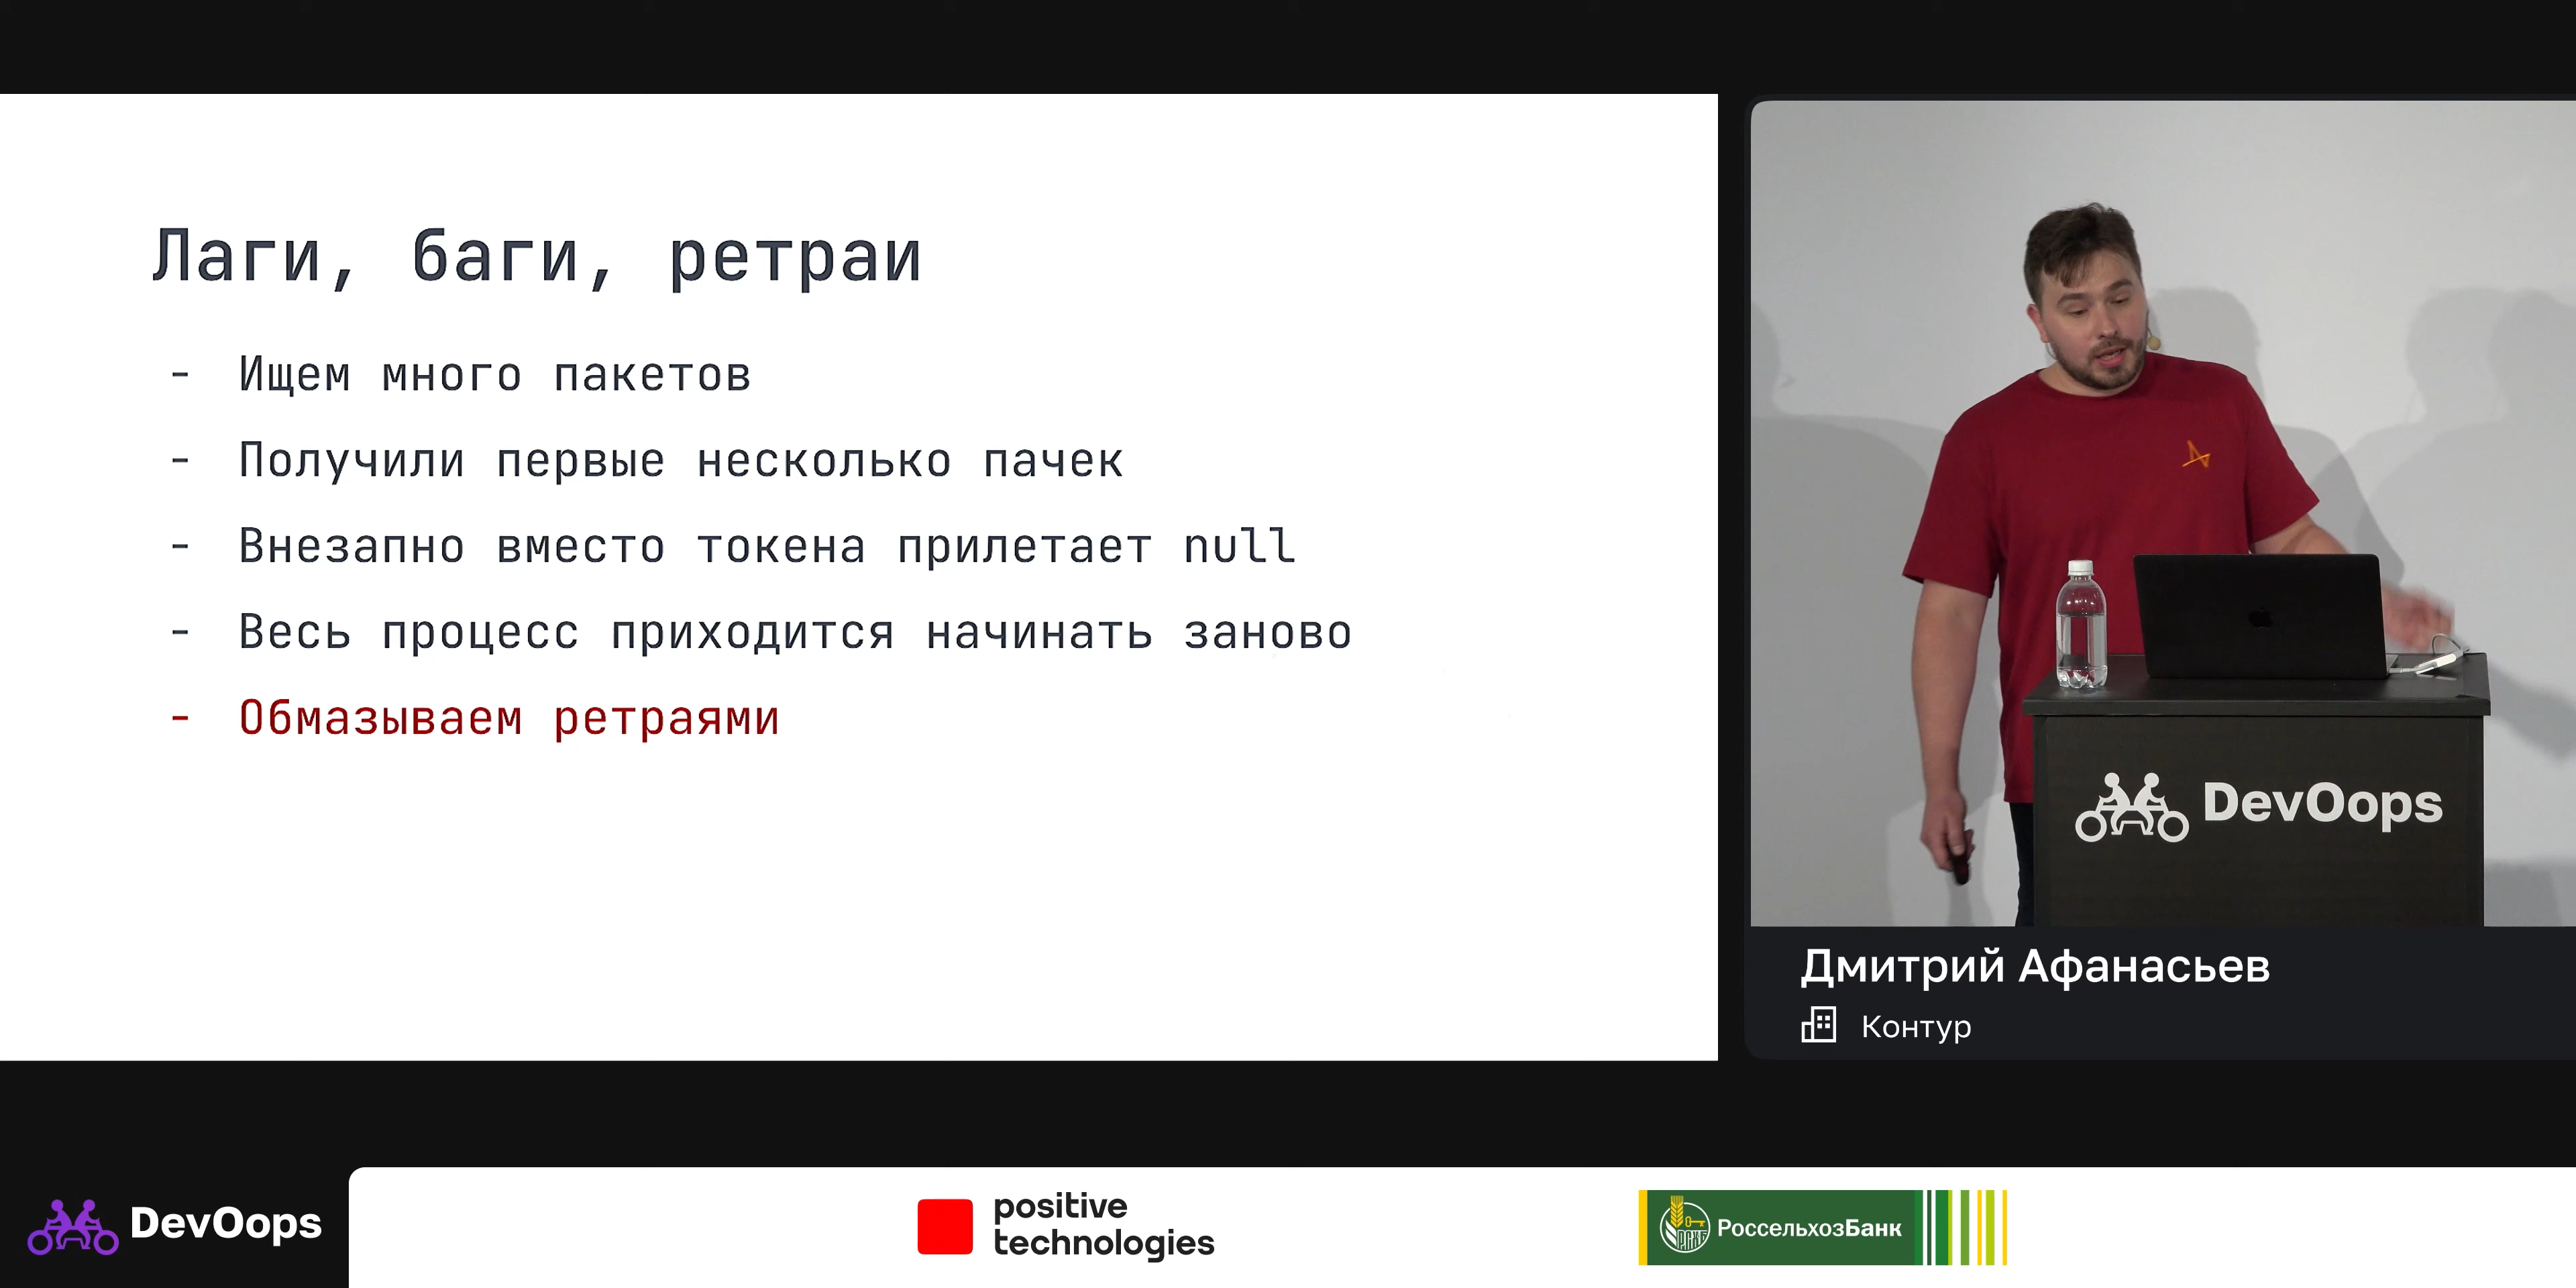 Лаги, баги, ретраи
- Ищем много пакетов
- Получили первые несколько пачек
- Внезапно вместо токена прилетает null
- Весь процесс приходится начинать заново
- Обмазываем ретраями
DevOops
Дмитрий Афанасьев
Контур
DevOops
positive
technologies
РСХБ
РоссельхозБанк